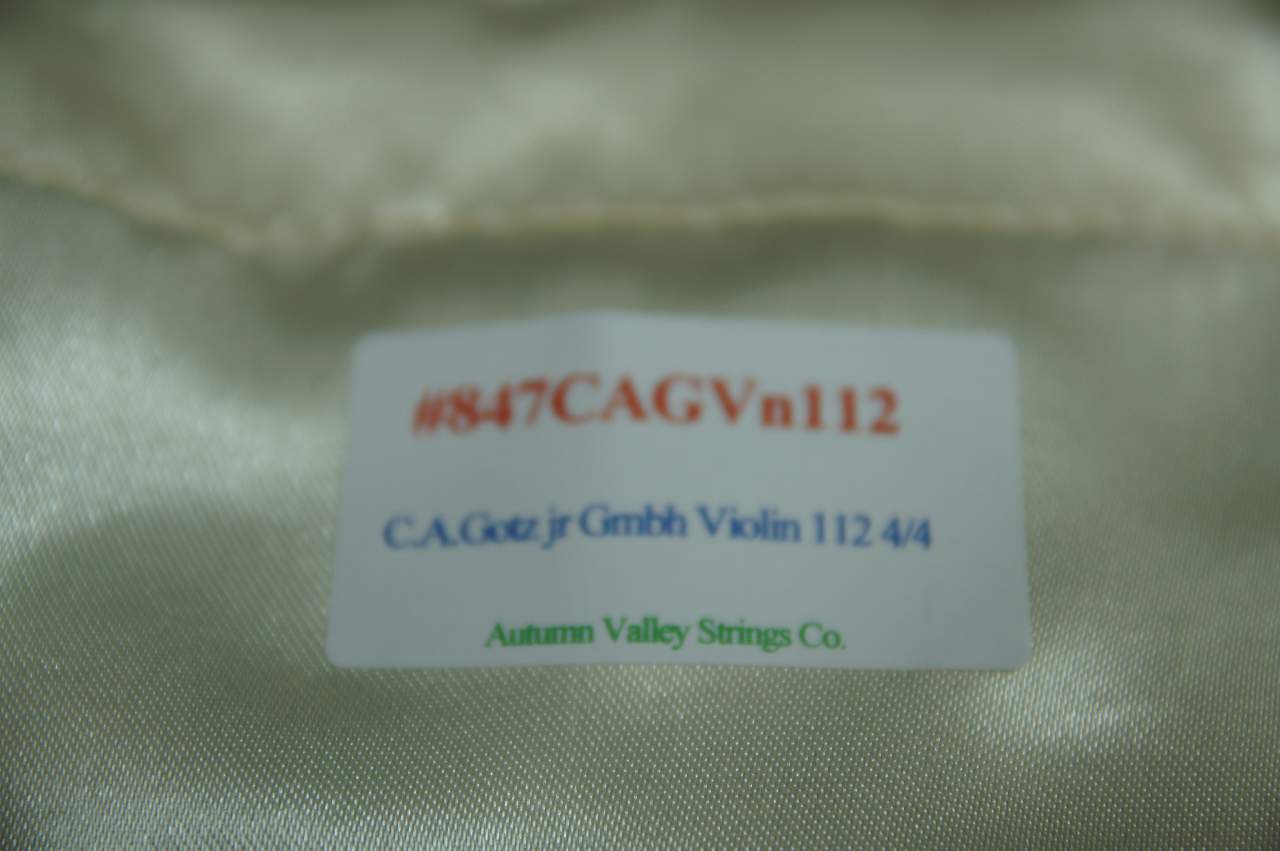 #847CAGVn112
C.A.Gotz jr Gmbh Violin 112 4/4
Autumn Valley Strings Co.